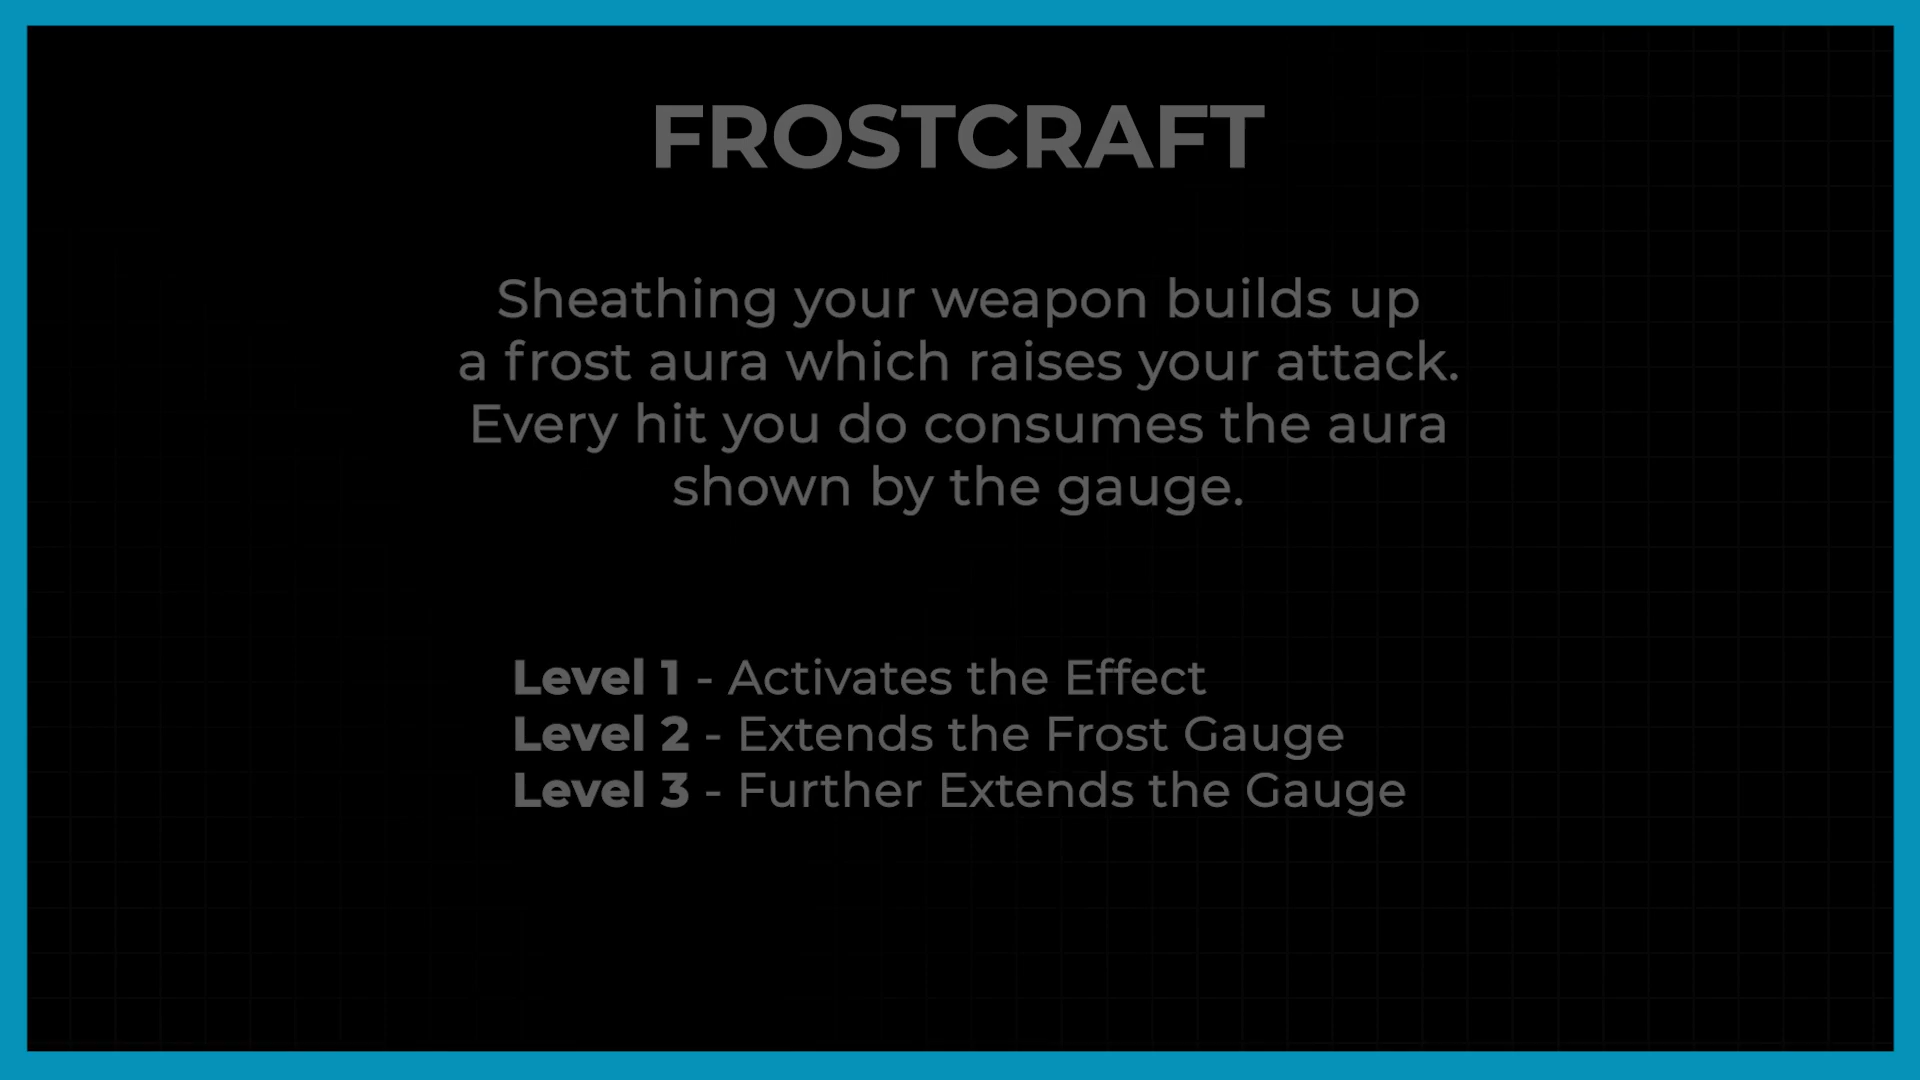 FROSTCRAFT
Sheathing your weapon builds up
a frost aura which raises your attack.
Every hit you do consumes the aura
shown by the gauge.
Level 1 - Activates the Effect
Level 2 - Extends the Frost Gauge
Level 3 - Further Extends the Gauge